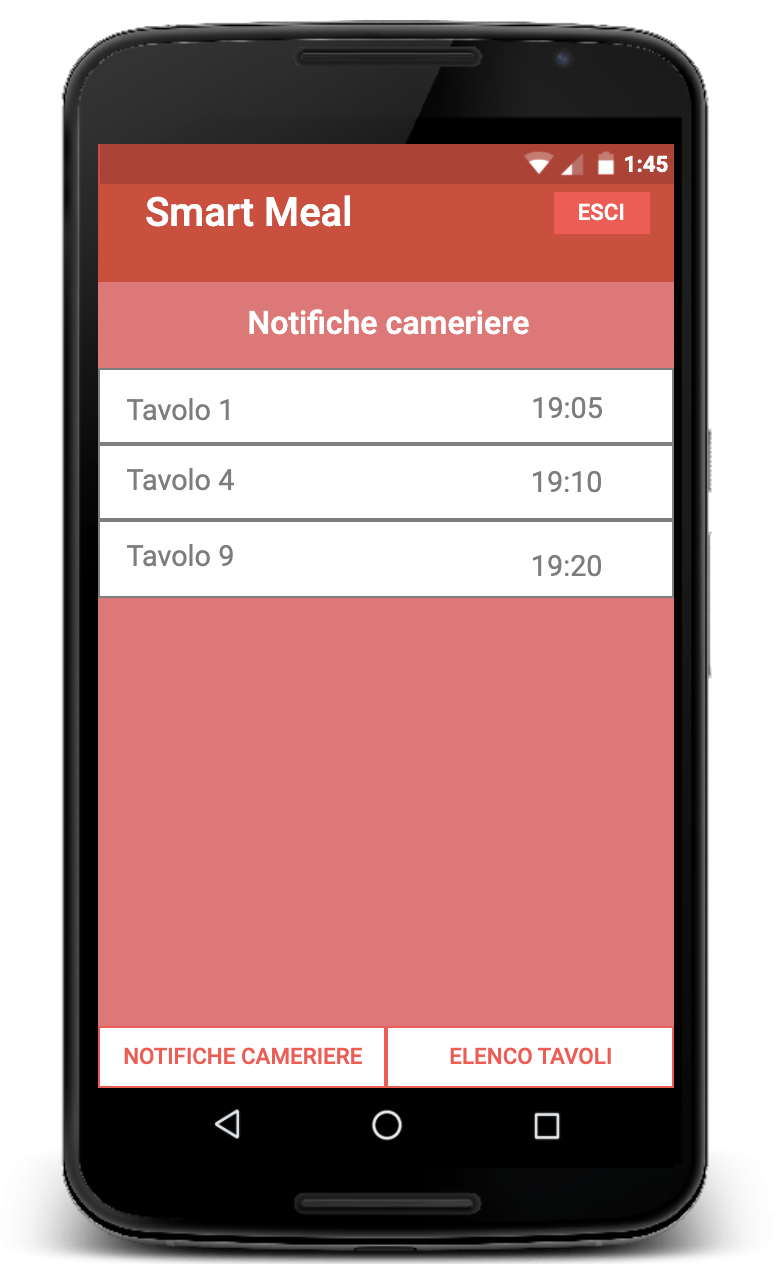 1:45
Smart Meal
ESCI
Notifiche cameriere
Tavolo 1 19:05
Tavolo 4 19:10
Tavolo 9 19:20
NOTIFICHE CAMERIERE ELENCO TAVOLI